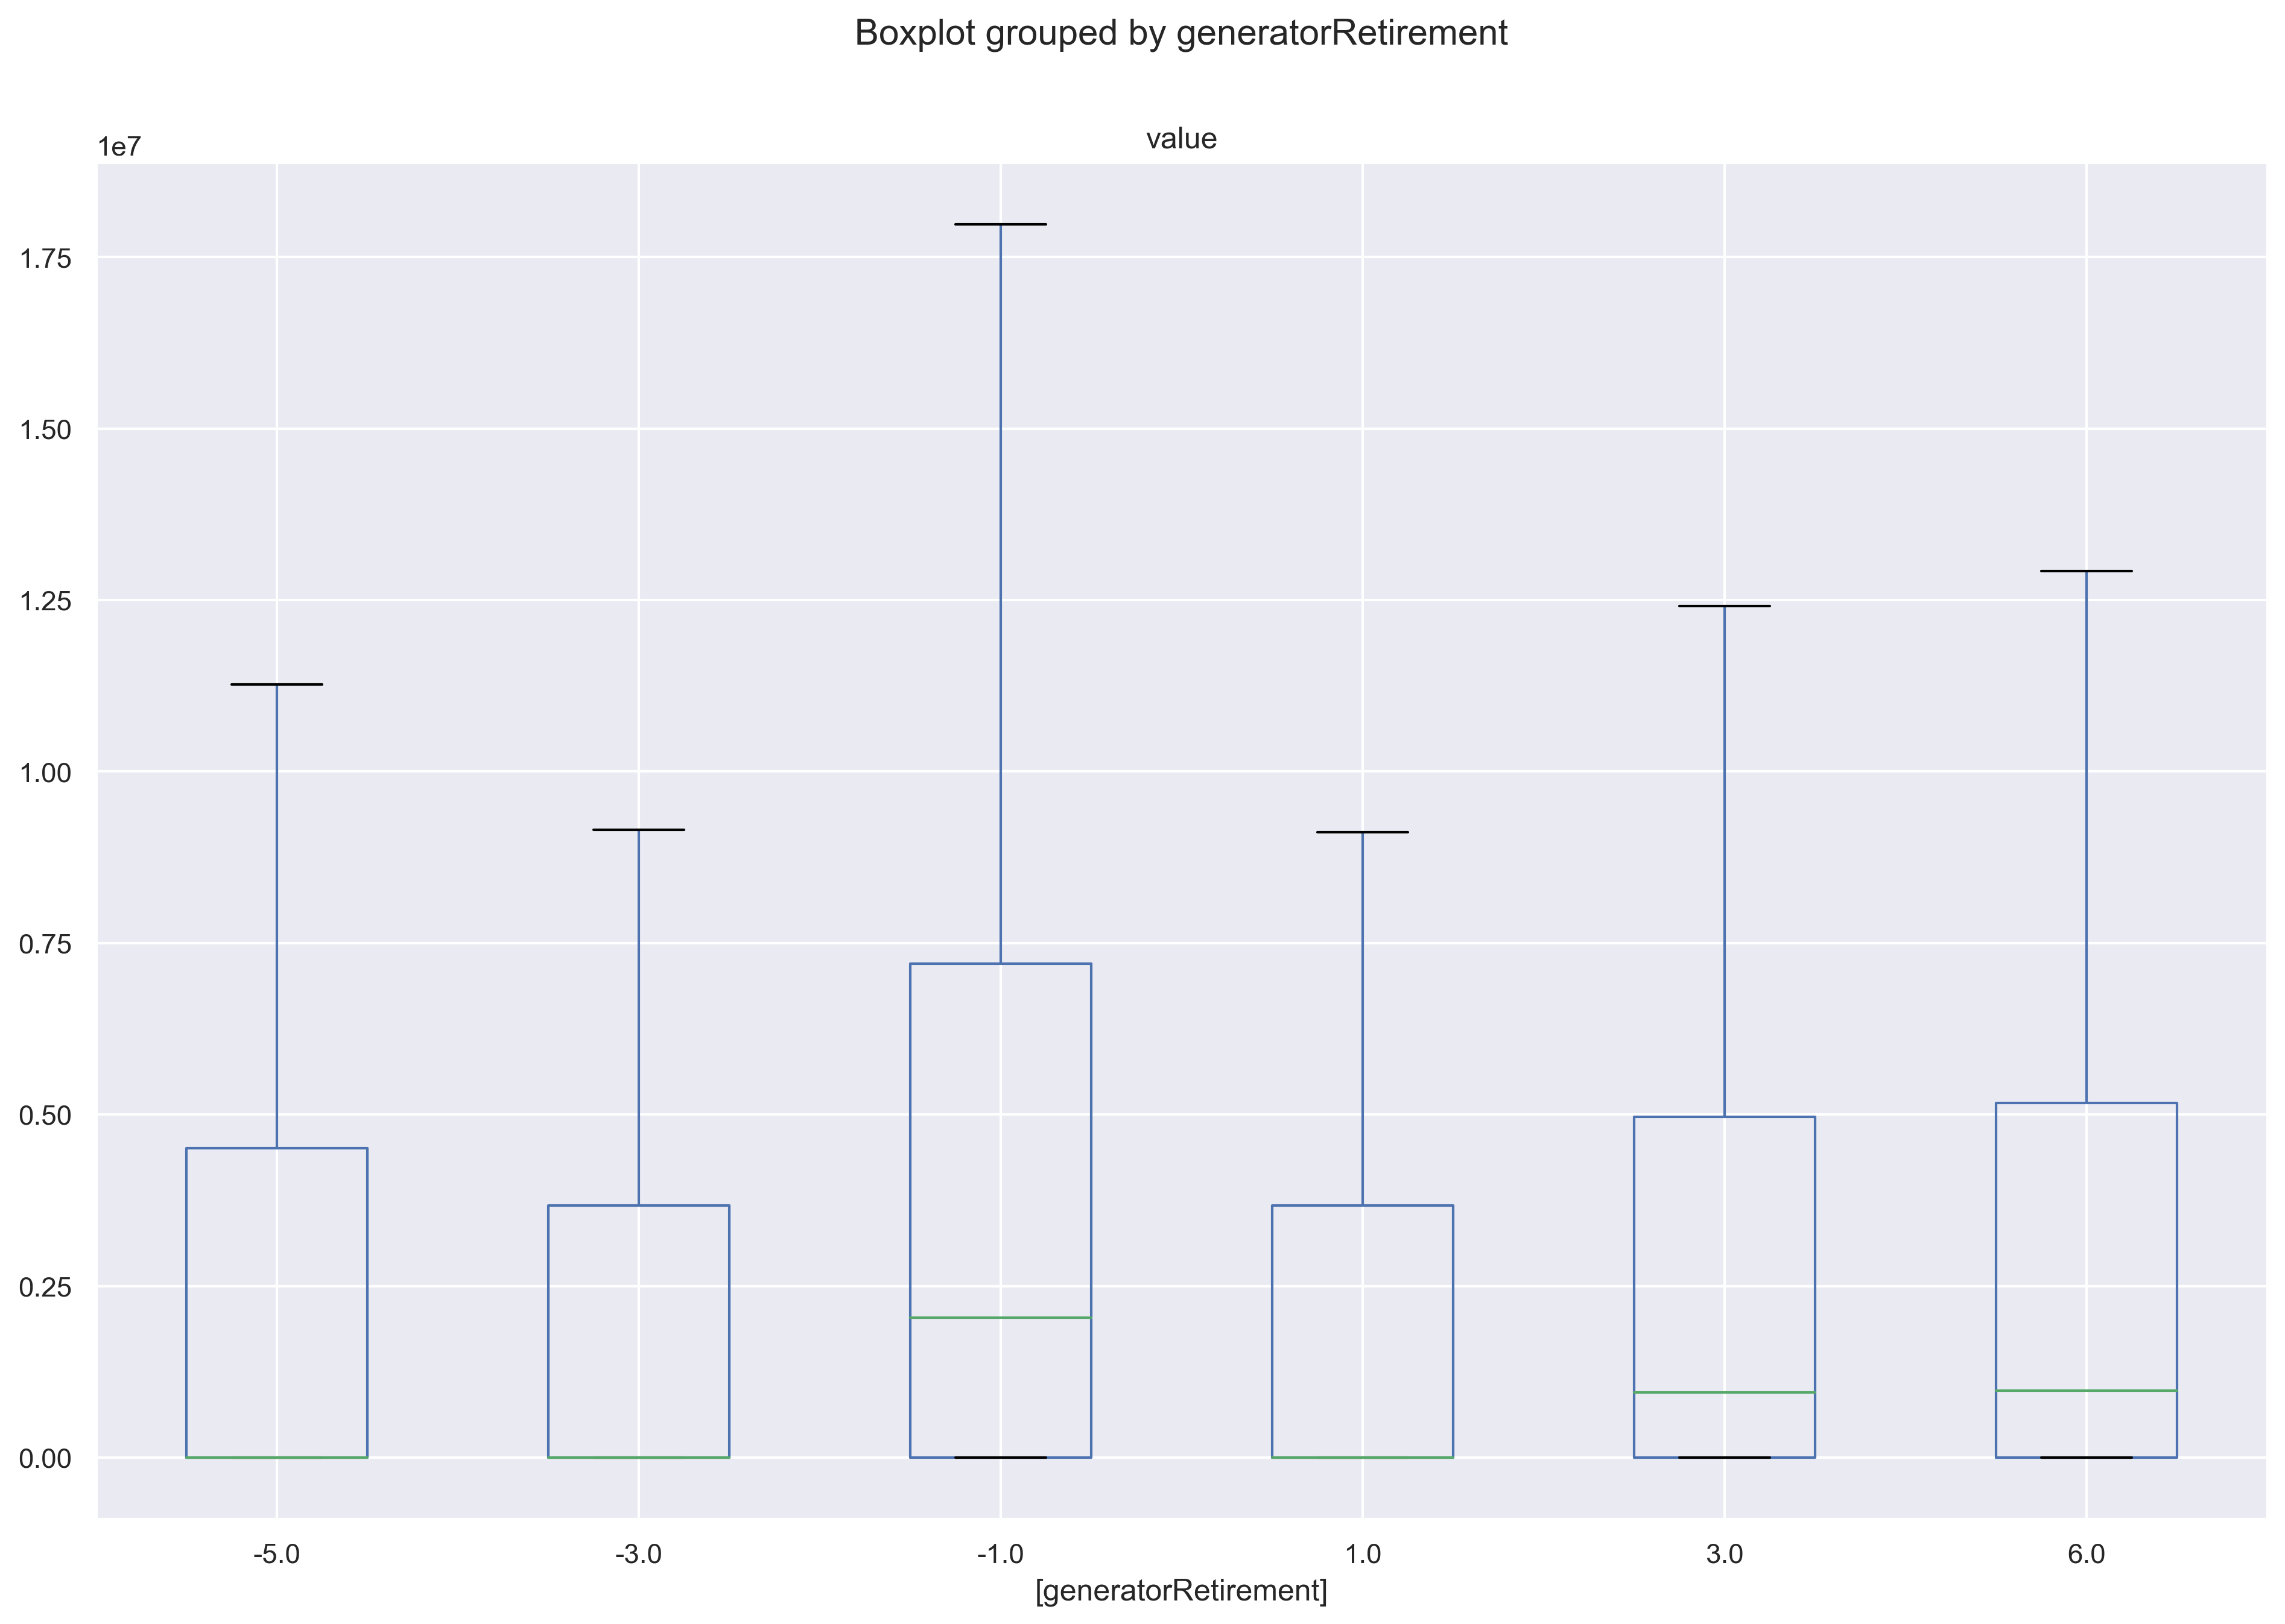 Boxplot grouped by generatorRetirement
value
1e7
1.75
1.50
1.25
1.00
0.75
0.50
0.25
0.00
-5.0 -3.0 -1.0 1.0 3.0 6.0
[generatorRetirement]